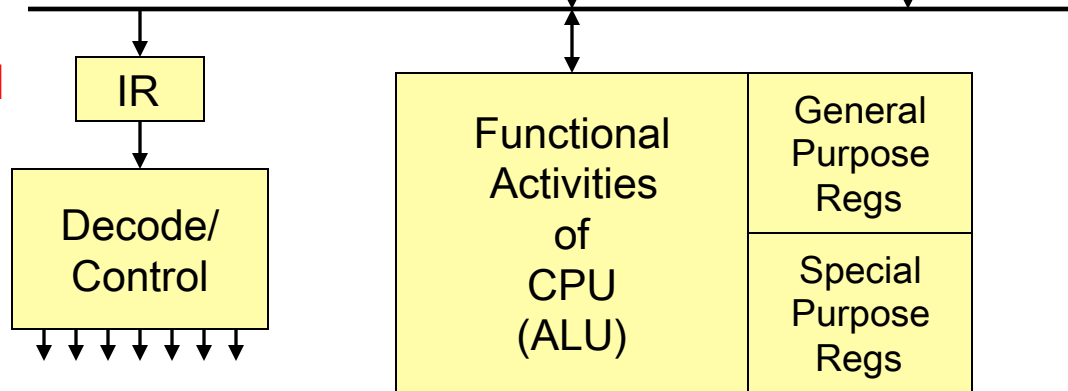 IR
Decode/
Control
Functional
Activities
of
CPU
(ALU)
General
Purpose
Regs
Special
Purpose
Regs